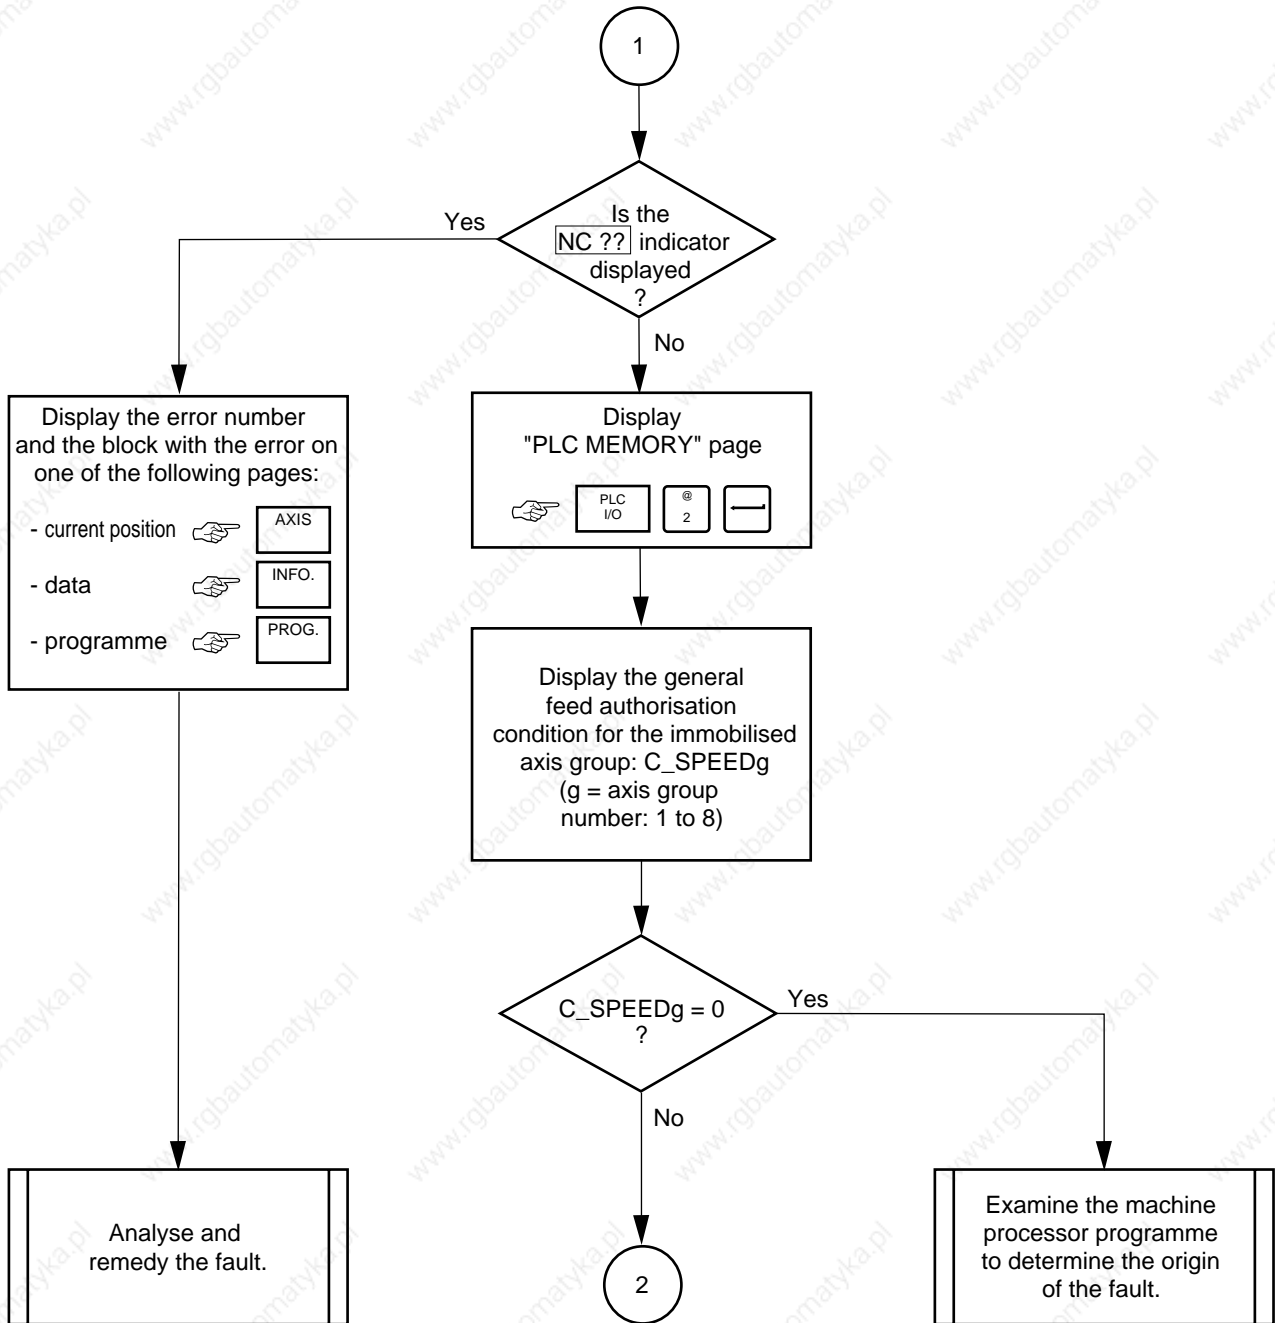 1
Is the
NC ?? indicator
displayed
?
Yes
No
Display the error number
and the block with the error on
one of the following pages:
- current position AXIS
- data INFO.
- programme PROG.
Display
"PLC MEMORY" page
PLC
I/O
@
2
Display the general
feed authorisation
condition for the immobilised
axis group: C_SPEEDg
(g = axis group
number: 1 to 8)
C_SPEEDg = 0
?
Yes
No
Analyse and
remedy the fault.
2
Examine the machine
processor programme
to determine the origin
of the fault.
www.rgbautomatyka.pl